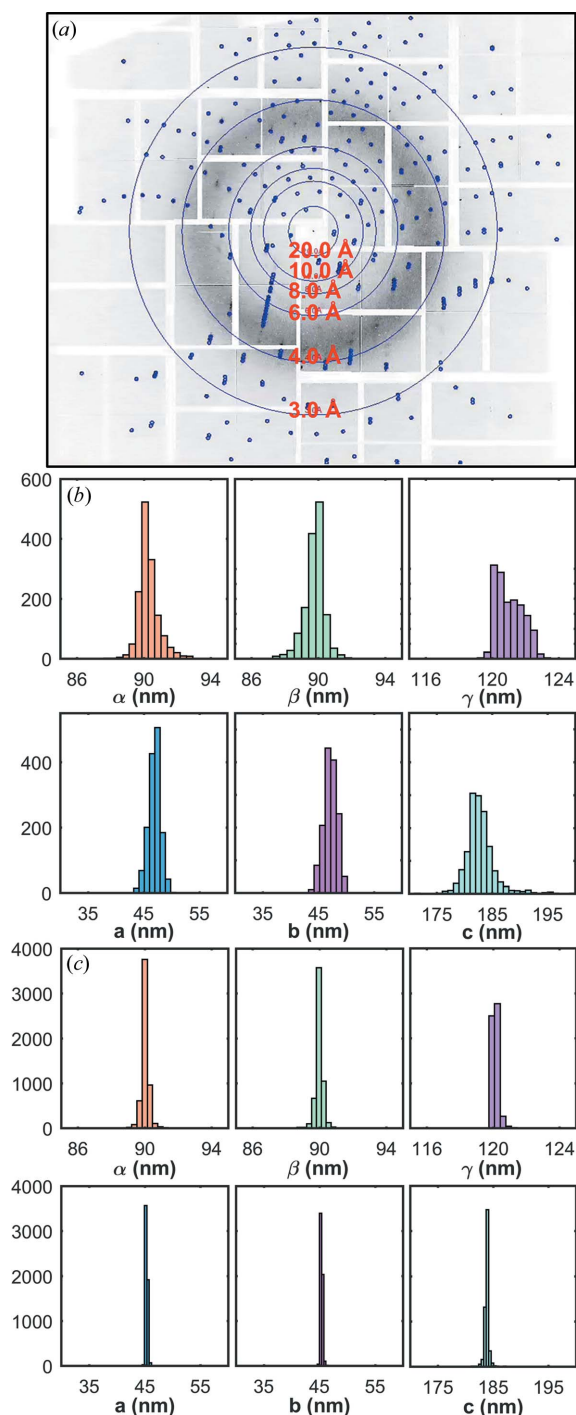 (a)
20.0 Å
10.0 Å
8.0 Å
6.0 Å
4.0 Å
3.0 Å
(b)
600
400
200
0
86 90 94 86 90 94 116 120 124
α (nm) β (nm) γ (nm)
400
200
0
35 45 55 35 45 55 175 185 195
a (nm) b (nm) c (nm)
(c)
4000
3000
2000
1000
0
86 90 94 86 90 94 116 120 124
α (nm) β (nm) γ (nm)
4000
3000
2000
1000
0
35 45 55 35 45 55 175 185 195
a (nm) b (nm) c (nm)